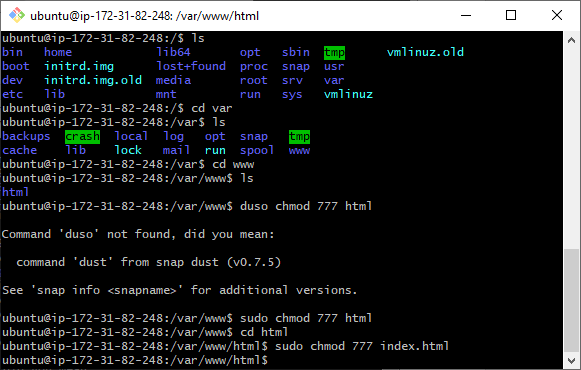 ubuntu@ip-172-31-82-248: /var/www/html
ubuntu@ip-172-31-82-248:/$ ls
bin home lib64 opt sbin tmp vmlinuz.old
boot initrd.img lost+found proc snap usr
dev initrd.img.old media root srv var
etc lib mnt run sys vmlinuz
ubuntu@ip-172-31-82-248:/$ cd var
ubuntu@ip-172-31-82-248:/var$ ls
backups crash local log opt snap tmp
cache lib lock mail run spool www
ubuntu@ip-172-31-82-248:/var$ cd www
ubuntu@ip-172-31-82-248:/var/www$ ls
html
ubuntu@ip-172-31-82-248:/var/www$ duso chmod 777 html
Command 'duso' not found, did you mean:
command 'dust' from snap dust (v0.7.5)
See 'snap info <snapname>' for additional versions.
ubuntu@ip-172-31-82-248:/var/www$ sudo chmod 777 html
ubuntu@ip-172-31-82-248:/var/www$ cd html
ubuntu@ip-172-31-82-248:/var/www/html$ sudo chmod 777 index.html
ubuntu@ip-172-31-82-248:/var/www/html$